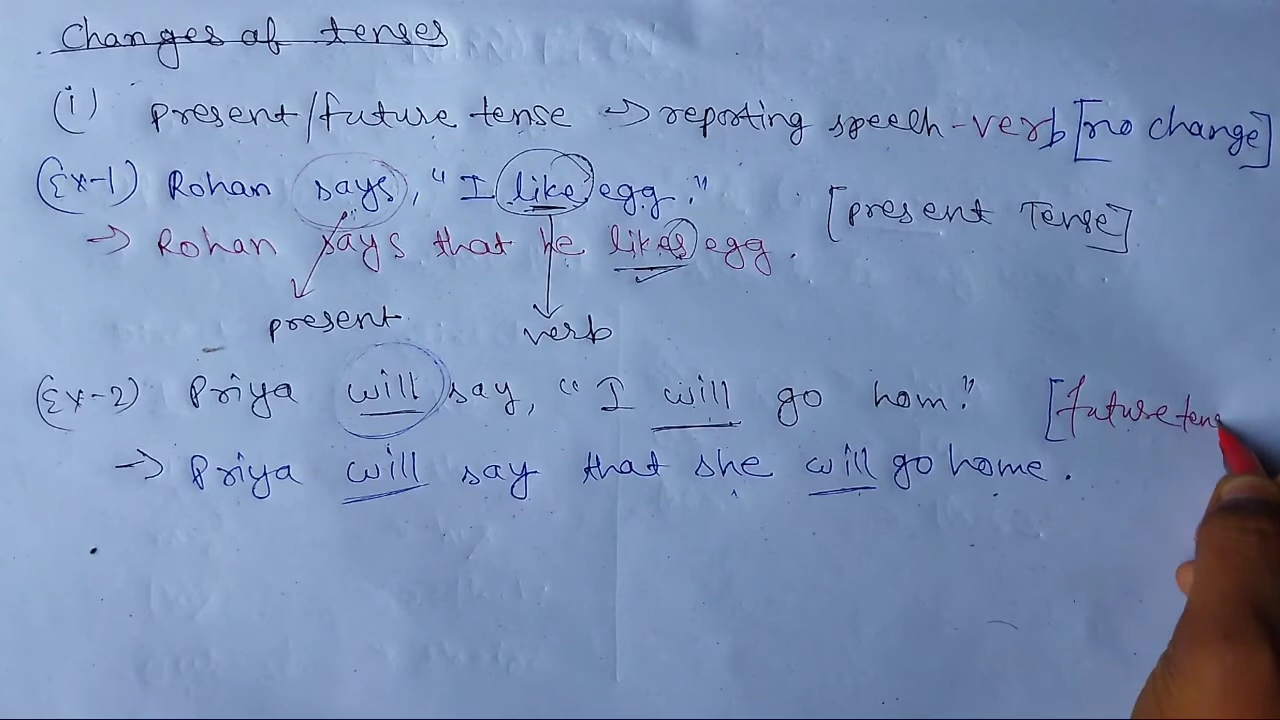 Changes of tenses
(i) present/future tense → reporting speech-verb [no change]
(Ex-1) Rohan says, "I like egg." [present Tense]
→ Rohan says that he likes egg.
present verb
(Ex-2) Priya will say, "I will go hom." [future tens
→ Priya will say that she will go home.